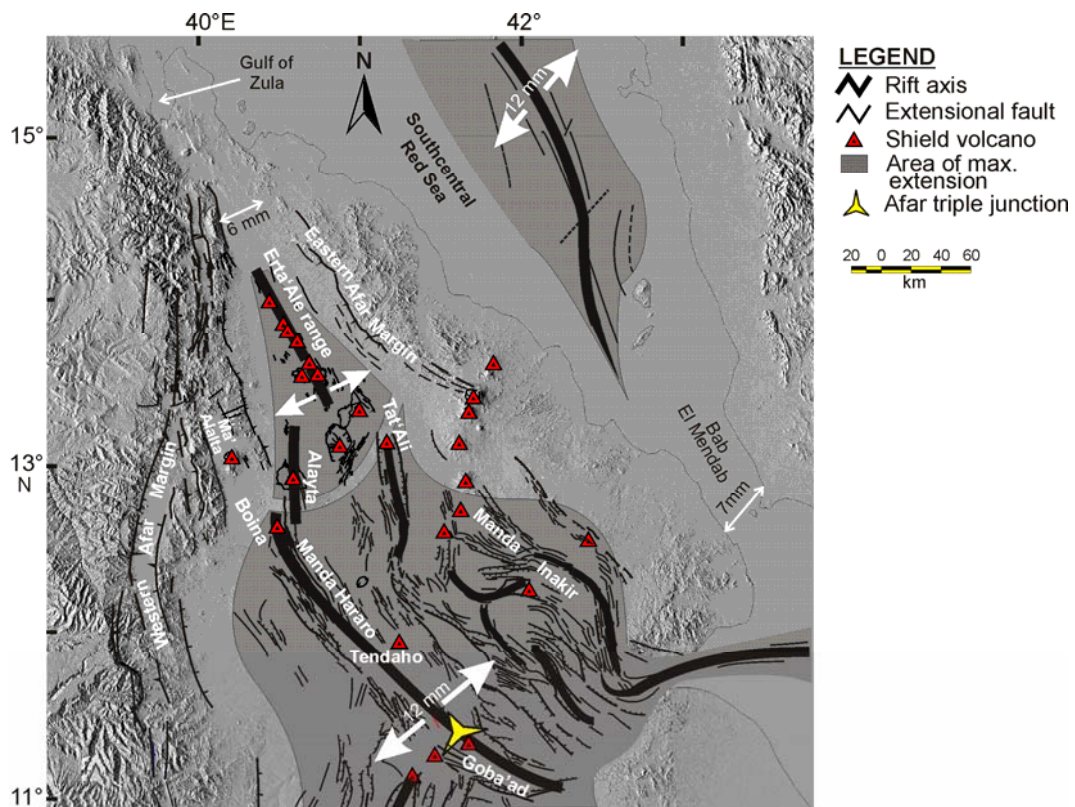 40°E
42°
N
Gulf of
Zula
15°
12 mm
Southcentral
Red Sea
6 mm
Erta'Ale range
Eastern Afar Margin
Ma'
Alalta
Tat'Ali
Alayta
13°
N
Bab
El Mendab
7mm
Western Afar Margin
Boina
Manda Hararo
Manda
Inakir
Tendaho
12 mm
Goba'ad
11°
LEGEND
Rift axis
Extensional fault
Shield volcano
Area of max.
extension
Afar triple junction
20 0 20 40 60
km